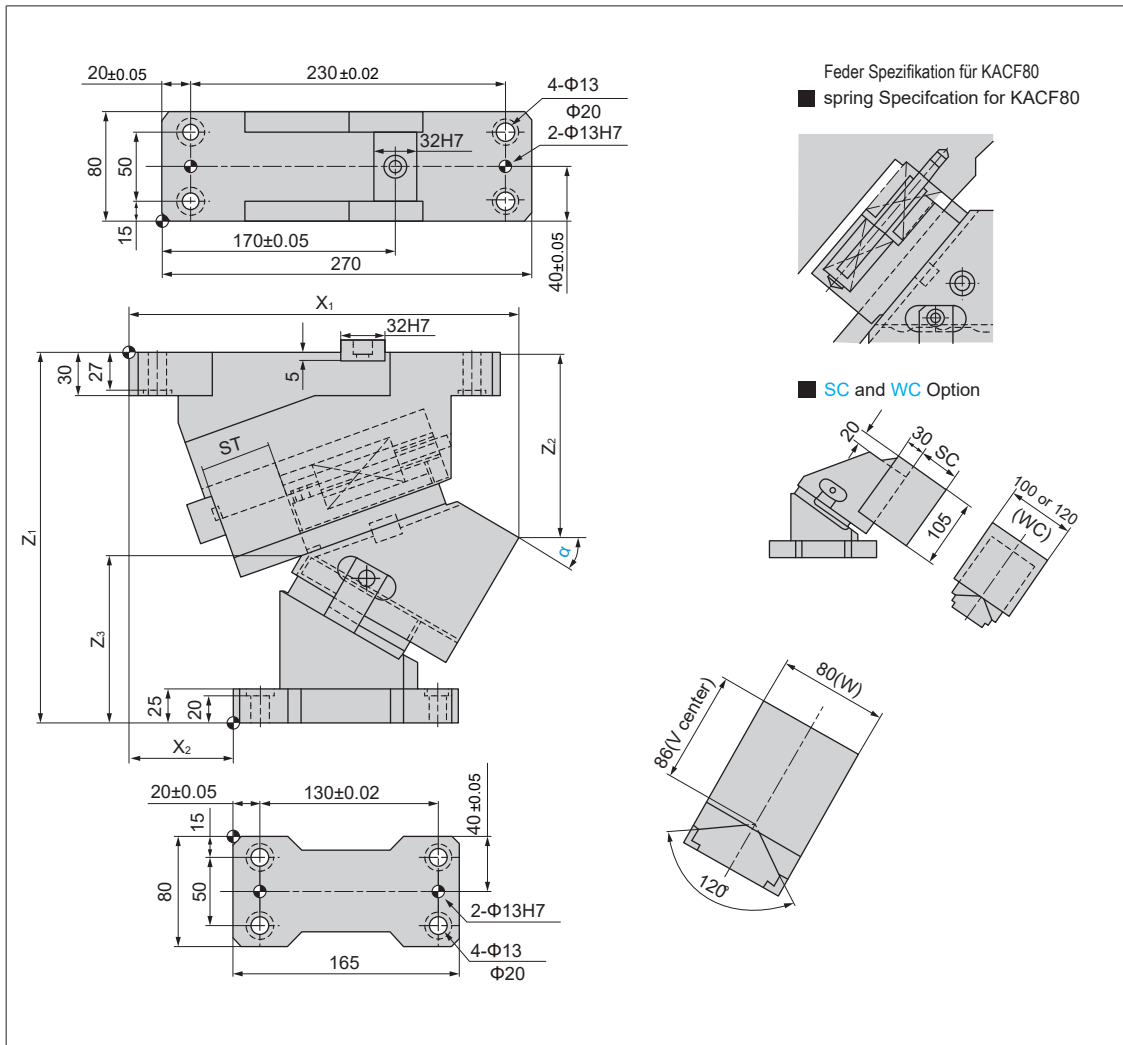 20±0.05
230±0.02
4-Φ13
Φ20
2-Φ13H7
32H7
80
50
15
170±0.05
270
40±0.05
X1
32H7
30
27
5
ST
Z1
Z2
Z3
α
25
20
X2
20±0.05
130±0.02
15
40±0.05
80
50
2-Φ13H7
4-Φ13
Φ20
165
Feder Spezifikation für KACF80
spring Specifcation for KACF80
SC and WC Option
20
30 SC
105
100 or 120
(WC)
80(W)
86(V center)
120°